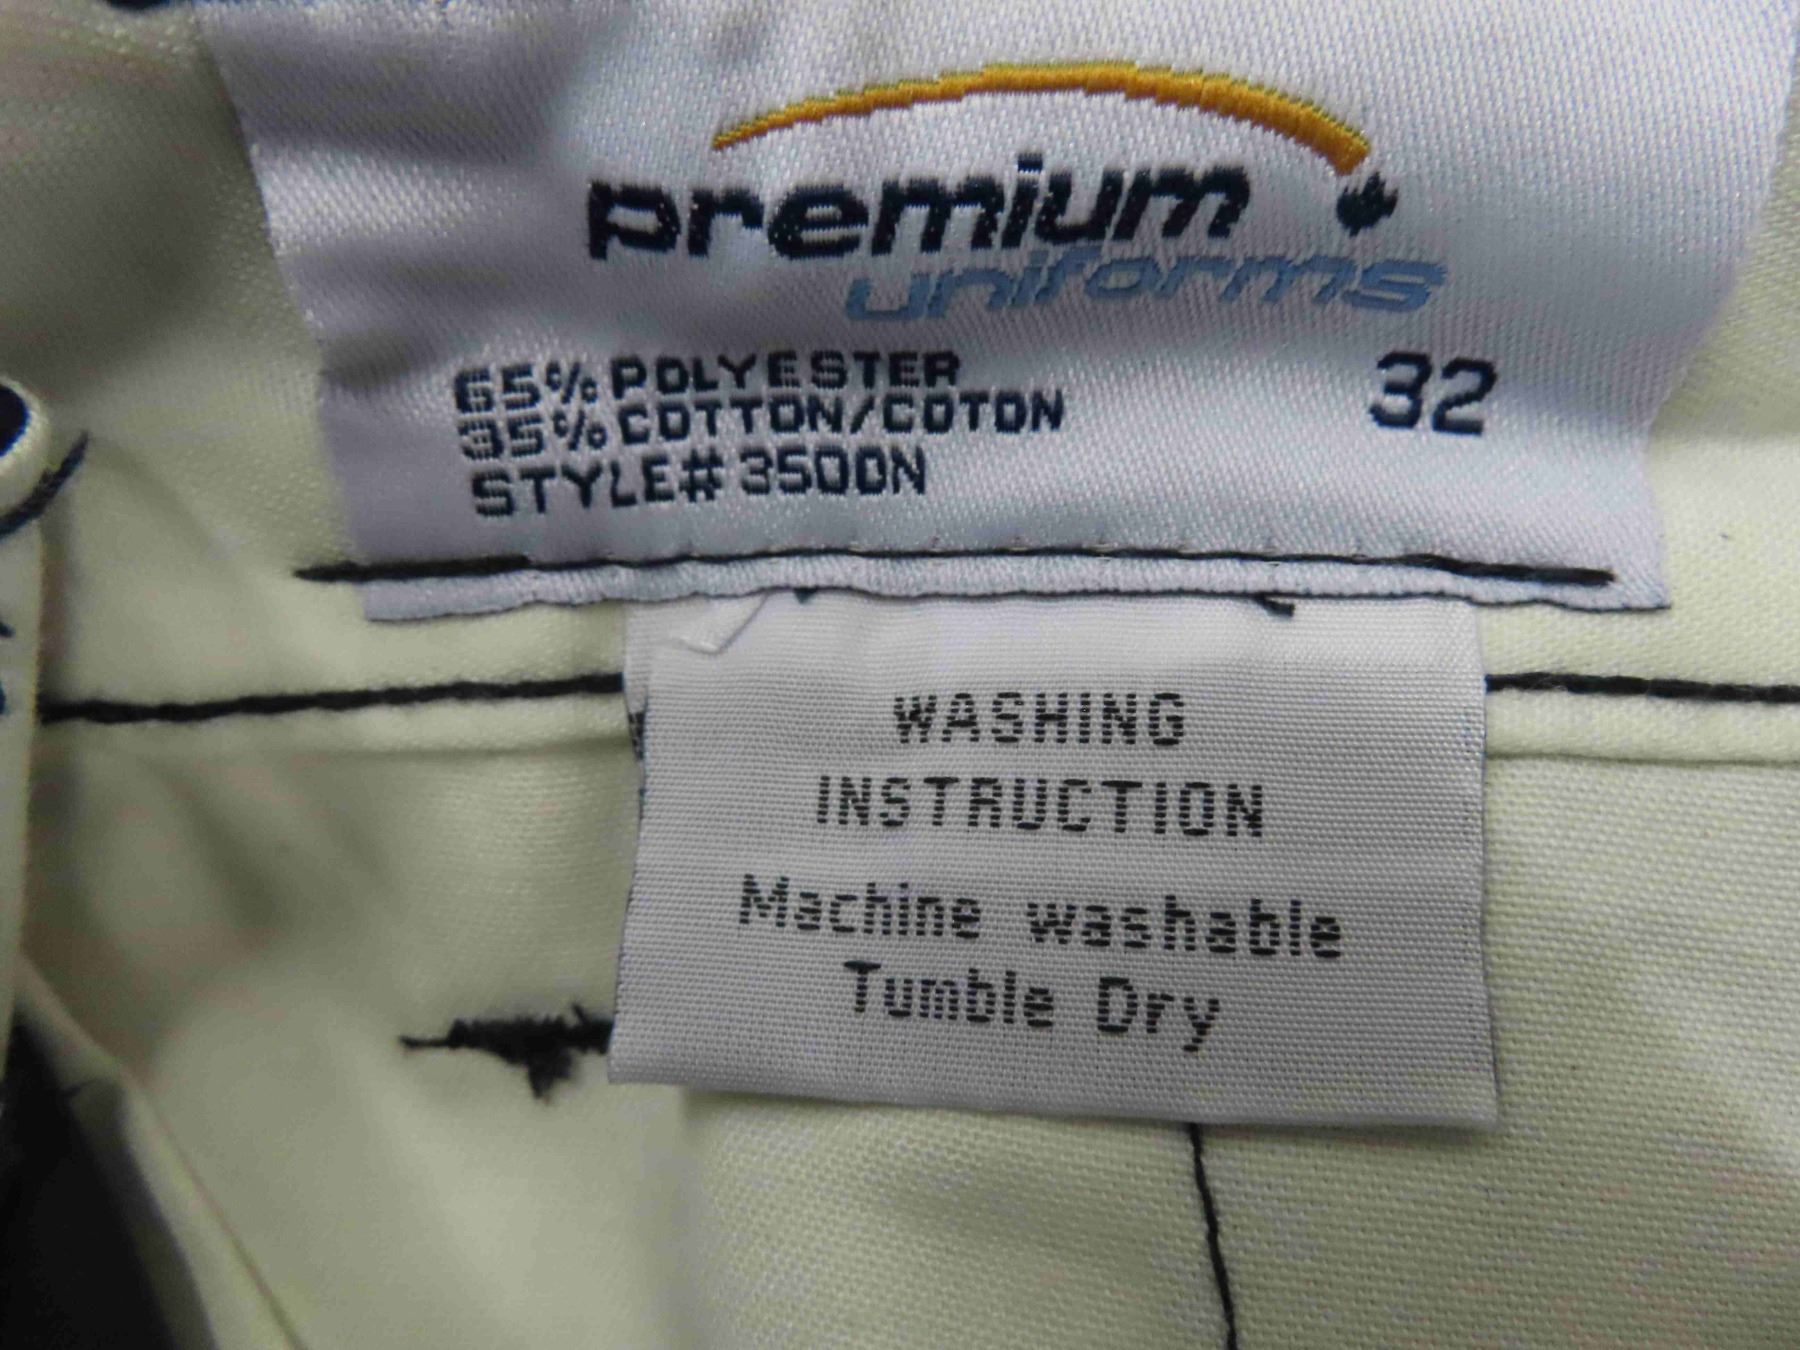 premium
uniforms
65% POLYESTER
35% COTTON/COTON
STYLE# 3500N
32
WASHING
INSTRUCTION
Machine washable
Tumble Dry